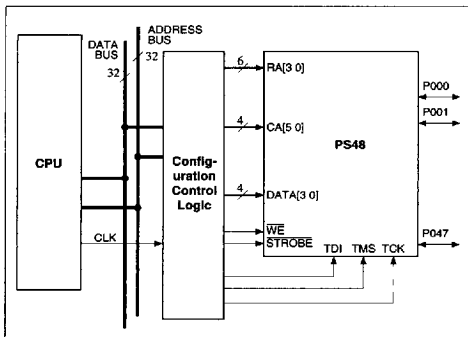 DATA
BUS
32
ADDRESS
BUS
32
CPU
CLK
Config-
uration
Control
Logic
6
RA[3 0]
4
CA[5 0]
4
DATA[3 0]
WE
STROBE
TDI TMS TCK
PS48
P000
P001
P047